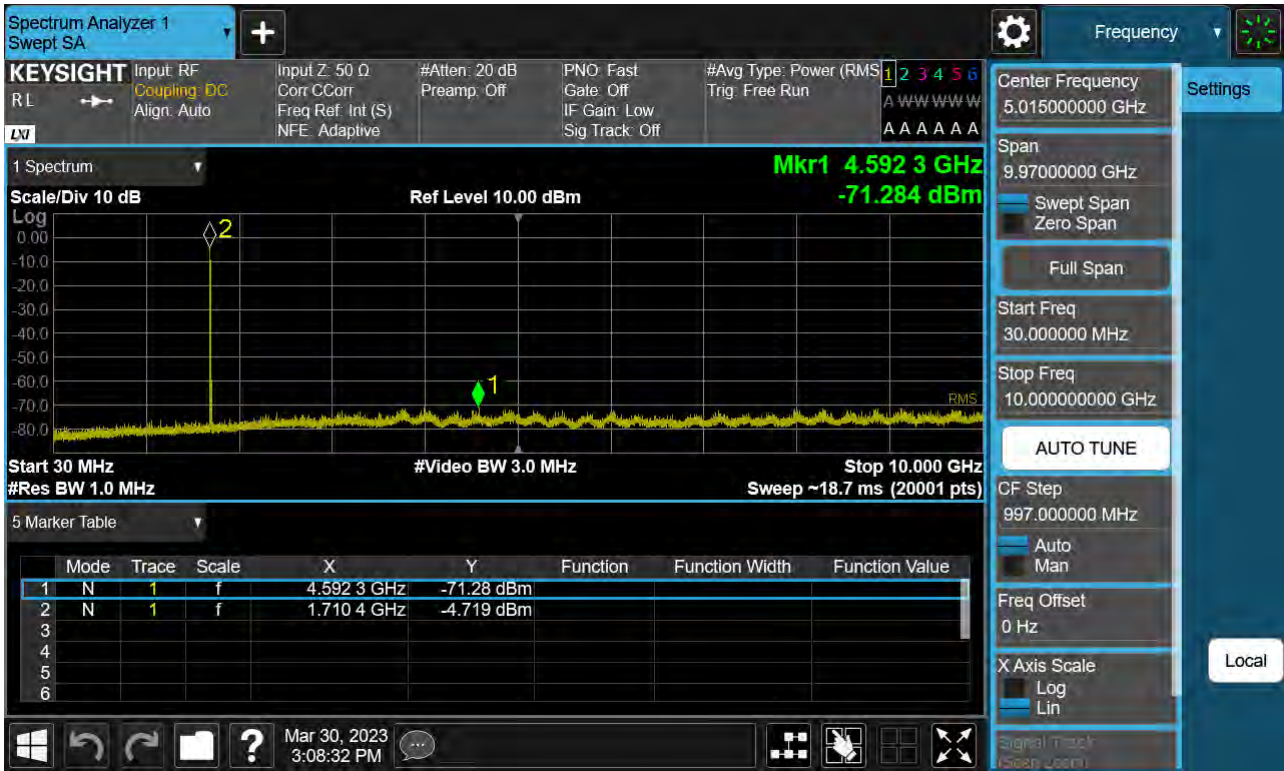 Spectrum Analyzer 1
Swept SA
+
Frequency
KEYSIGHT
RL
LXI
Input: RF
Coupling: DC
Align: Auto
Input Z: 50 Ω
Corr CCorr
Freq Ref: Int (S)
NFE: Adaptive
#Atten: 20 dB
Preamp: Off
PNO: Fast
Gate: Off
IF Gain: Low
Sig Track: Off
#Avg Type: Power (RMS
Trig: Free Run
1 2 3 4 5 6
A W W W W W
A A A A A A
1 Spectrum
Mkr1 4.592 3 GHz
-71.284 dBm
Scale/Div 10 dB
Ref Level 10.00 dBm
Log
0.00
-10.0
-20.0
-30.0
-40.0
-50.0
-60.0
-70.0
-80.0
2
1
RMS
Start 30 MHz
#Video BW 3.0 MHz
Stop 10.000 GHz
#Res BW 1.0 MHz
Sweep ~18.7 ms (20001 pts)
5 Marker Table
Mode Trace Scale X Y Function Function Width Function Value
1 N 1 f 4.592 3 GHz -71.28 dBm
2 N 1 f 1.710 4 GHz -4.719 dBm
3
4
5
6
?
Mar 30, 2023
3:08:32 PM
Center Frequency
5.015000000 GHz
Settings
Span
9.97000000 GHz
Swept Span
Zero Span
Full Span
Start Freq
30.000000 MHz
Stop Freq
10.000000000 GHz
AUTO TUNE
CF Step
997.000000 MHz
Auto
Man
Freq Offset
0 Hz
X Axis Scale
Log
Lin
Local
Signal Track
(Span Zoom)